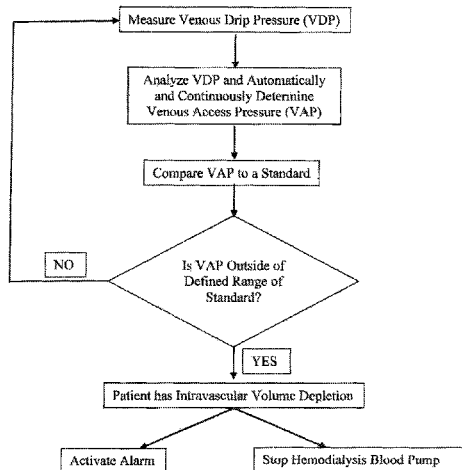 Measure Venous Drip Pressure (VDP)
Analyze VDP and Automatically
and Continuously Determine
Venous Access Pressure (VAP)
Compare VAP to a Standard
NO
Is VAP Outside of
Defined Range of
Standard?
YES
Patient has Intravascular Volume Depletion
Activate Alarm
Stop Hemodialysis Blood Pump